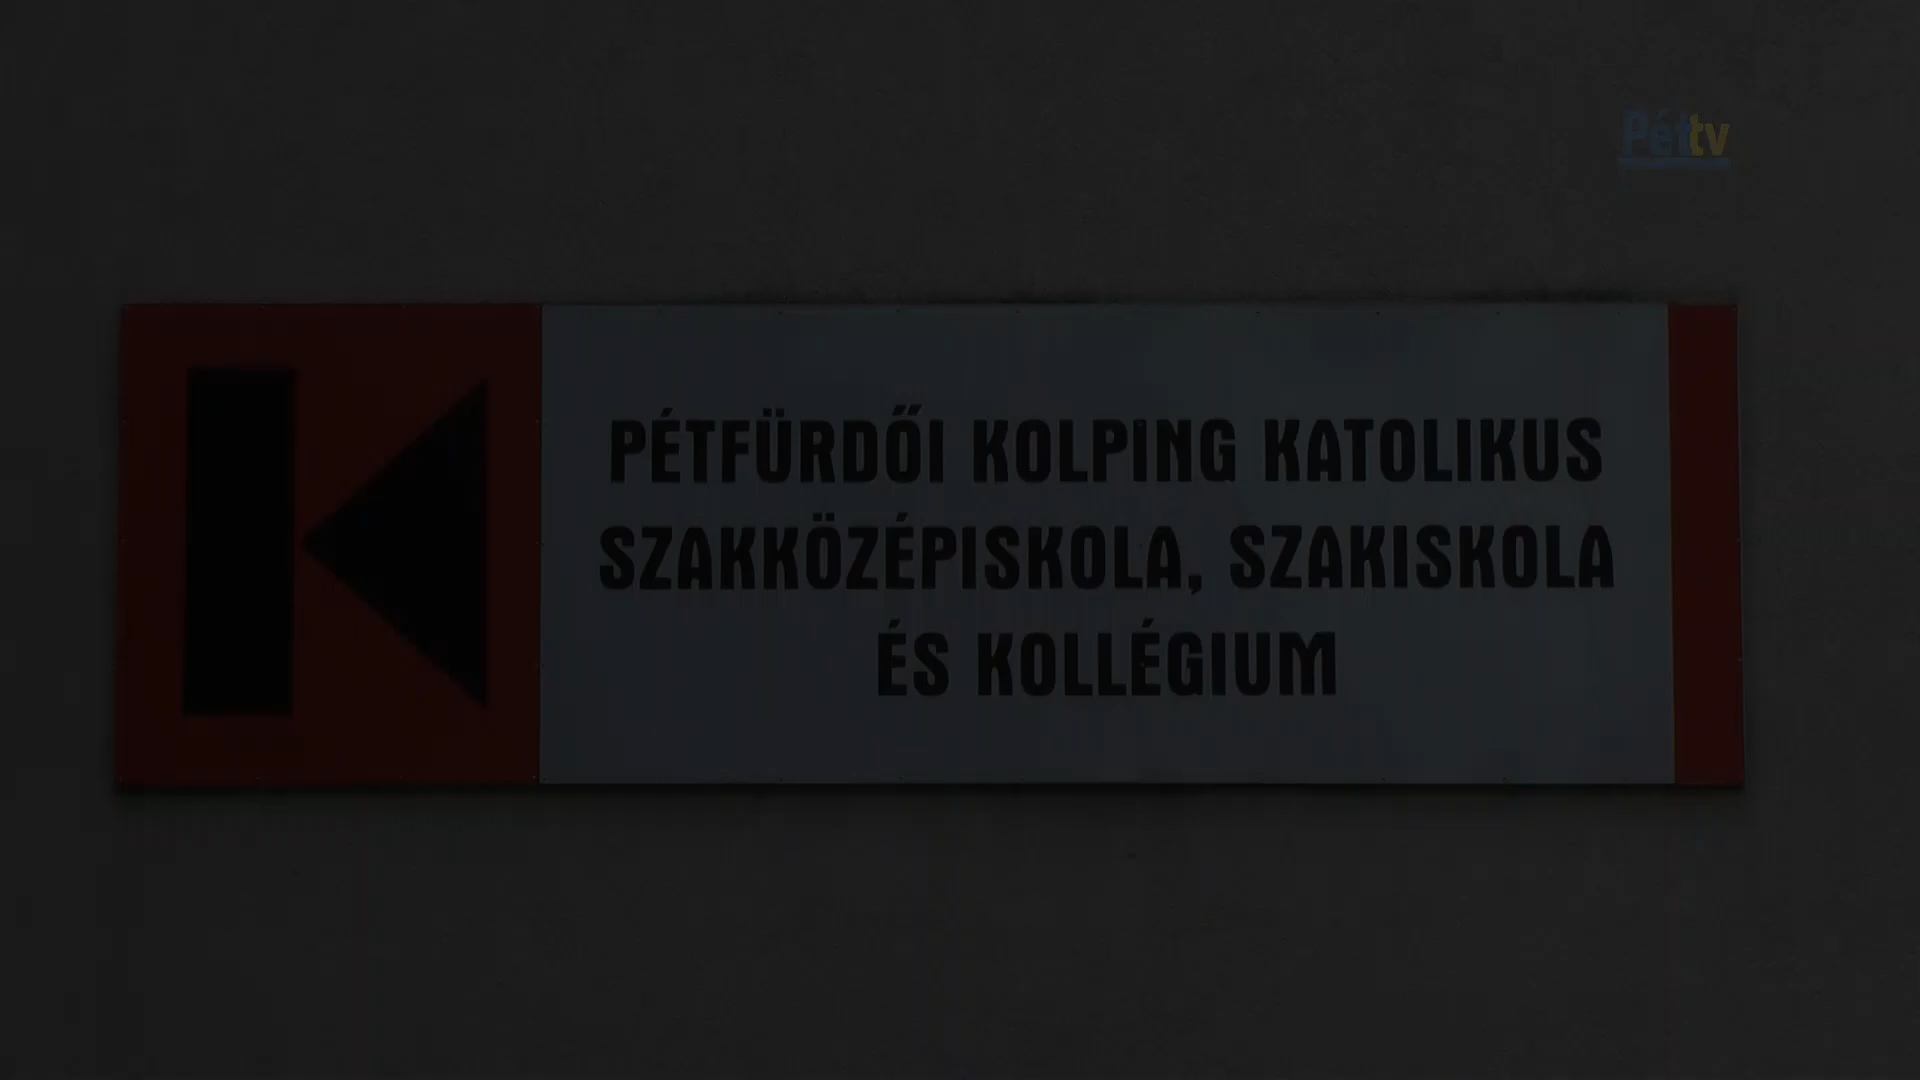 Péttv
PÉTFÜRDŐI KOLPING KATOLIKUS
SZAKKÖZÉPISKOLA, SZAKISKOLA
ÉS KOLLÉGIUM